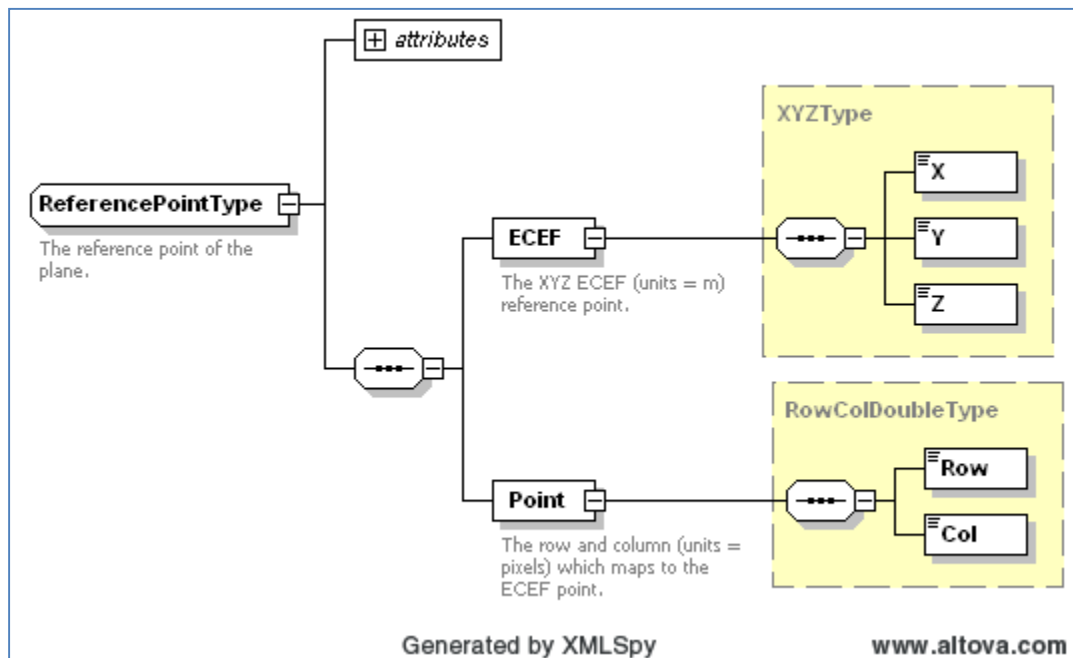 attributes
ReferencePointType
The reference point of the
plane.
ECEF
The XYZ ECEF (units = m)
reference point.
XYZType
X
Y
Z
Point
The row and column (units =
pixels) which maps to the
ECEF point.
RowColDoubleType
Row
Col
Generated by XMLSpy
www.altova.com